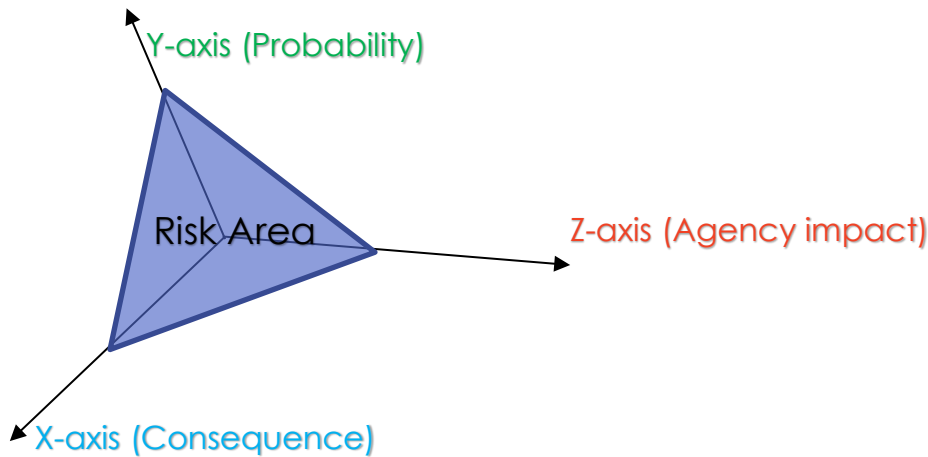 Y-axis (Probability)
Risk Area
Z-axis (Agency impact)
X-axis (Consequence)